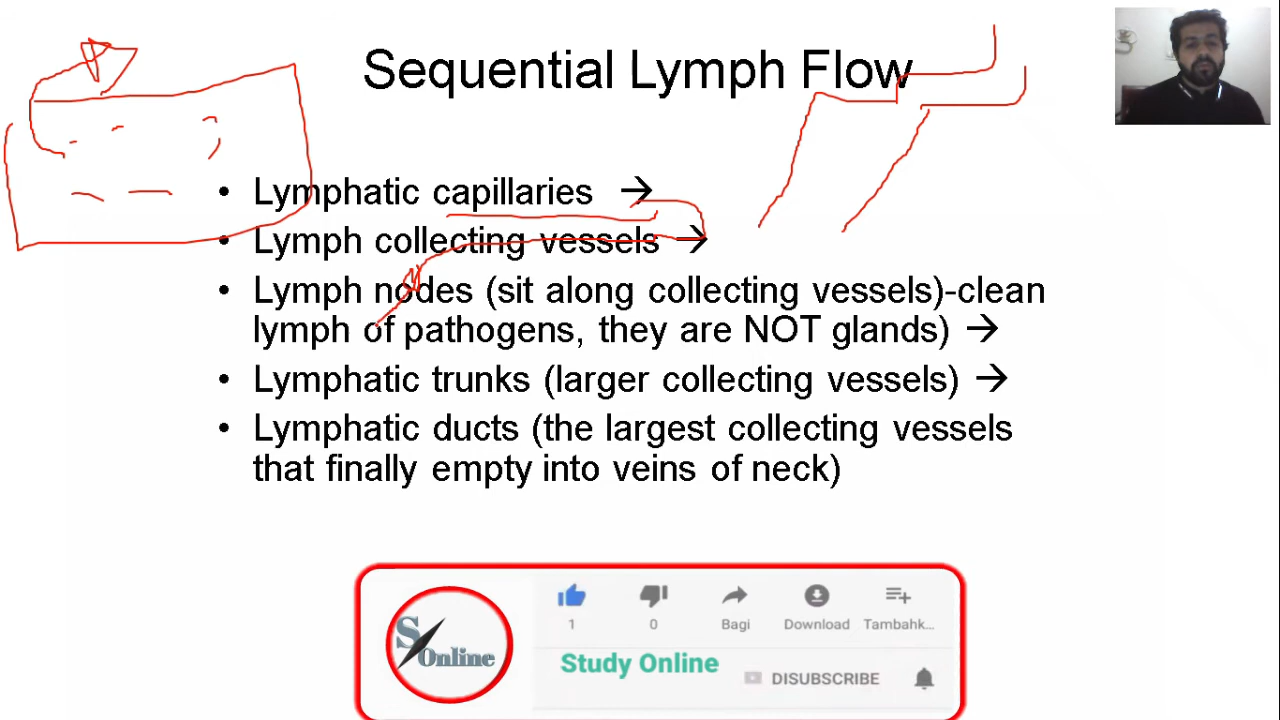 Sequential Lymph Flow
• Lymphatic capillaries →
• Lymph collecting vessels →
• Lymph nodes (sit along collecting vessels)-clean
lymph of pathogens, they are NOT glands) →
• Lymphatic trunks (larger collecting vessels) →
• Lymphatic ducts (the largest collecting vessels
that finally empty into veins of neck)
S Online
1 0 Bagi Download Tambahk...
Study Online
DISUBSCRIBE